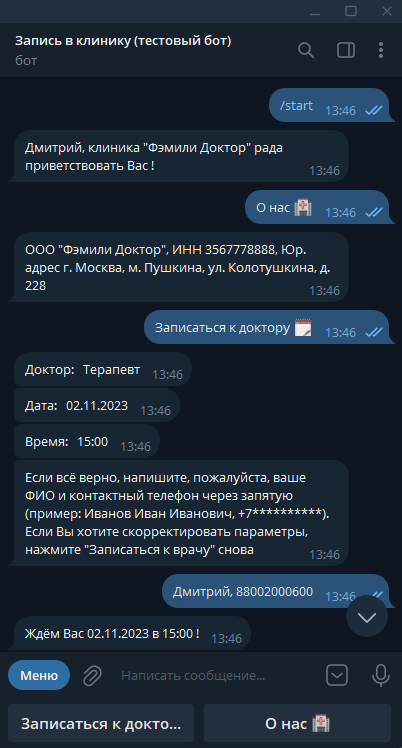 Запись в клинику (тестовый бот)
бот
/start 13:46
Дмитрий, клиника "Фэмили Доктор" рада
приветствовать Вас ! 13:46
О нас 13:46
ООО "Фэмили Доктор", ИНН 3567778888, Юр.
адрес г. Москва, м. Пушкина, ул. Колотушкина, д.
228 13:46
Записаться к доктору 13:46
Доктор: Терапевт 13:46
Дата: 02.11.2023 13:46
Время: 15:00 13:46
Если всё верно, напишите, пожалуйста, ваше
ФИО и контактный телефон через запятую
(пример: Иванов Иван Иванович, +7**********).
Если Вы хотите скорректировать параметры,
нажмите "Записаться к врачу" снова 13:46
Дмитрий, 88002000600 13:46
Ждём Вас 02.11.2023 в 15:00 ! 13:46
Меню Написать сообщение...
Записаться к докто... О нас